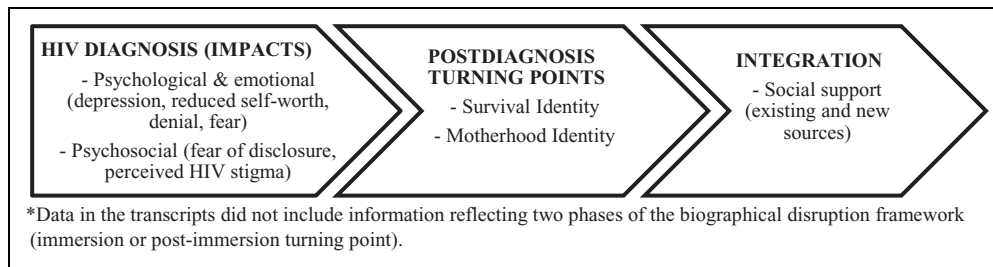 HIV DIAGNOSIS (IMPACTS)
- Psychological & emotional
(depression, reduced self-worth,
denial, fear)
- Psychosocial (fear of disclosure,
perceived HIV stigma)
POSTDIAGNOSIS
TURNING POINTS
- Survival Identity
- Motherhood Identity
INTEGRATION
- Social support
(existing and new
sources)
*Data in the transcripts did not include information reflecting two phases of the biographical disruption framework
(immersion or post-immersion turning point).